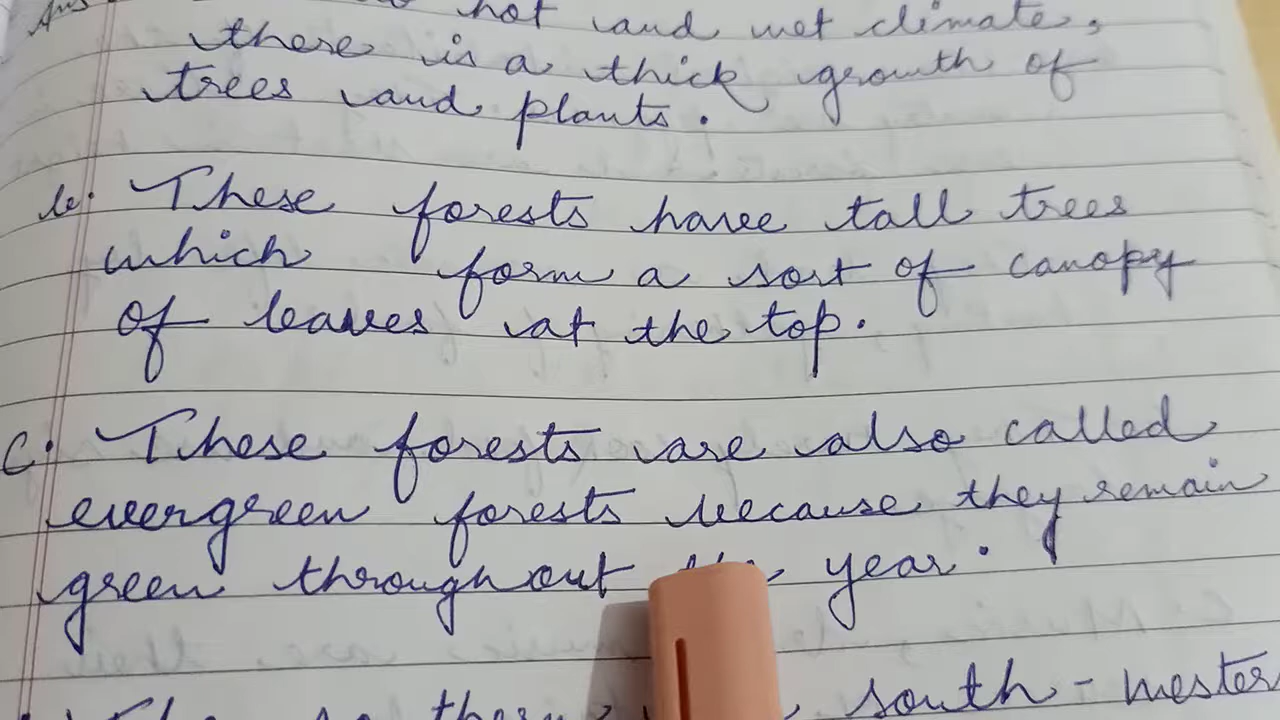 Ans hot and wet climate,
there is a thick growth of
trees and plants.
b. These forests have tall trees
which form a sort of canopy
of leaves at the top.
C. These forests are also called
evergreen forests because they remain
green throughout the year.
south-wester